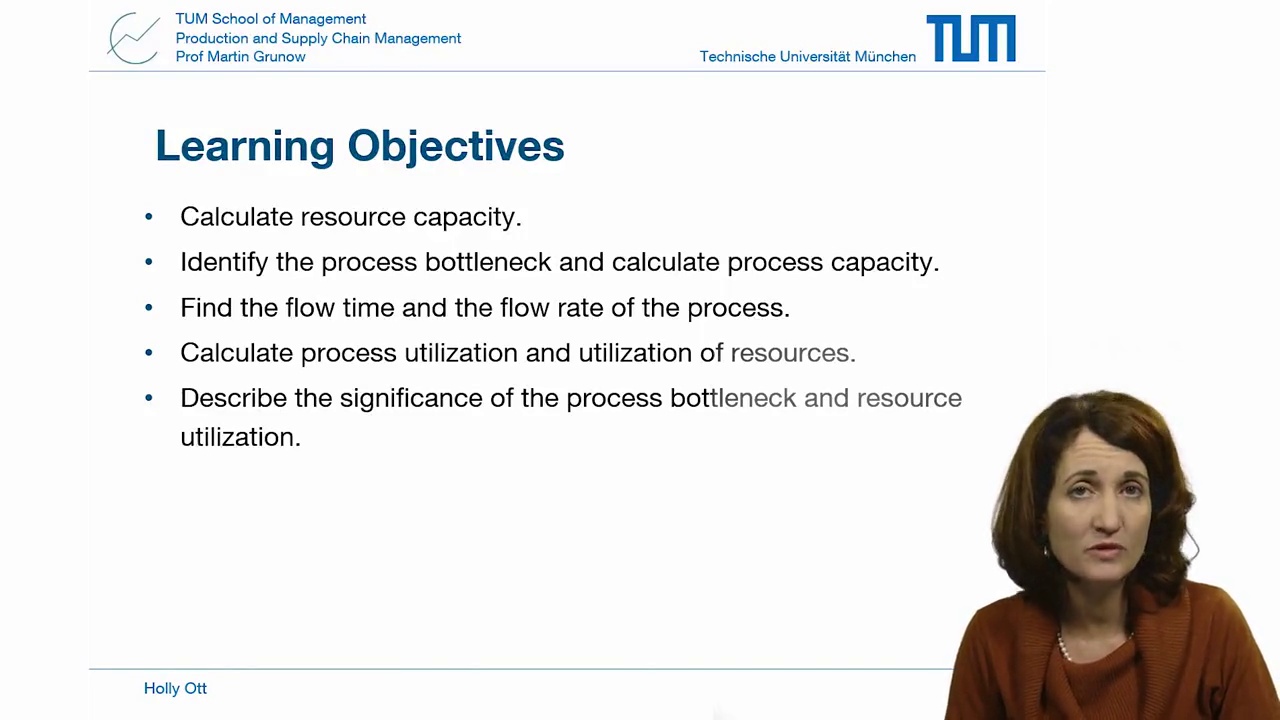 TUM School of Management
Production and Supply Chain Management
Prof Martin Grunow
Technische Universität München
TUM
Learning Objectives
• Calculate resource capacity.
• Identify the process bottleneck and calculate process capacity.
• Find the flow time and the flow rate of the process.
• Calculate process utilization and utilization of resources.
• Describe the significance of the process bottleneck and resource
utilization.
Holly Ott